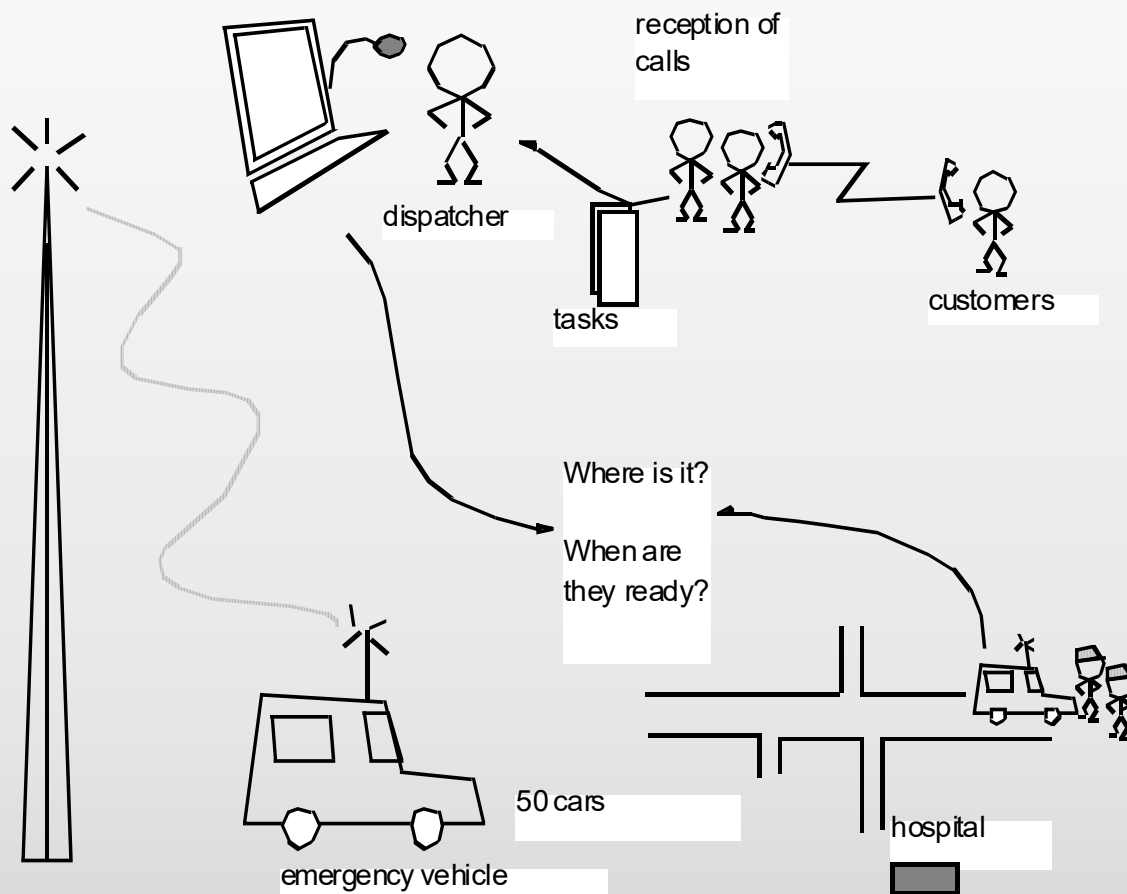 reception of
calls
dispatcher
tasks
customers
Where is it?
When are
they ready?
50 cars
hospital
emergency vehicle